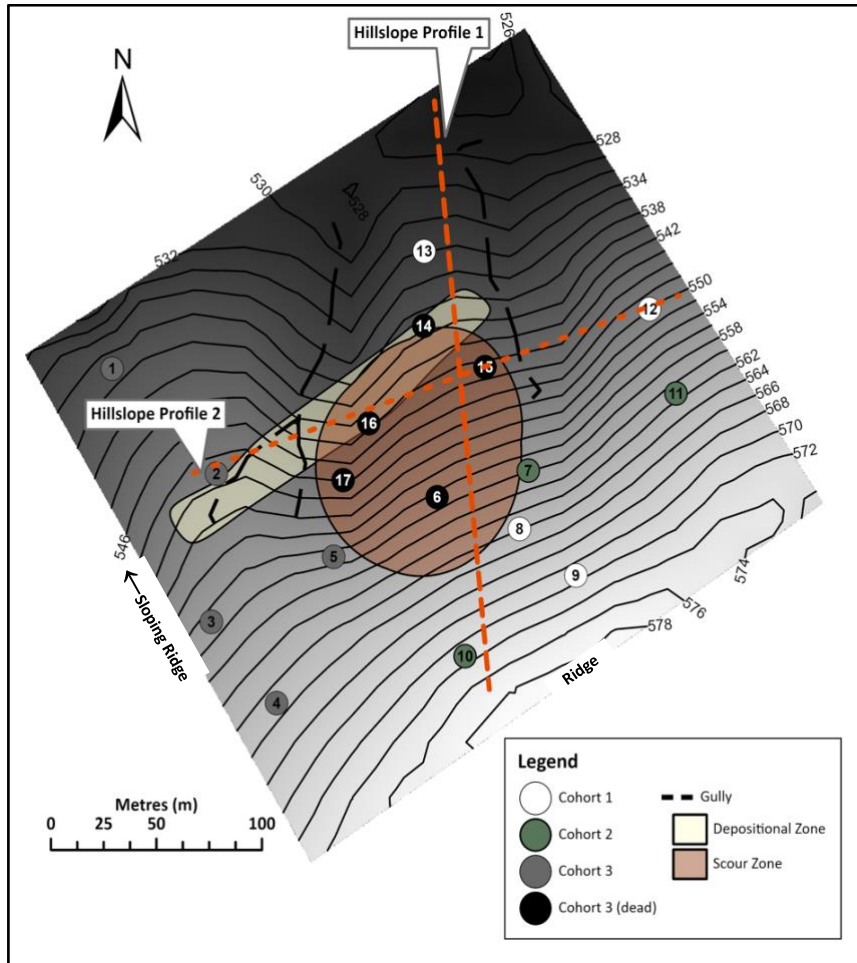 Hillslope Profile 1
526
N
528
530
528
534
532
538
542
13
550
14
12
554
558
1
15
562
564
11
566
Hillslope Profile 2
16
568
570
2
7
572
17
6
8
546
5
574
9
Sloping Ridge
576
3
578
10
Ridge
4
Legend
Cohort 1
Gully
Cohort 2
Depositional Zone
Cohort 3
Scour Zone
Cohort 3 (dead)
Metres (m)
0 25 50 100